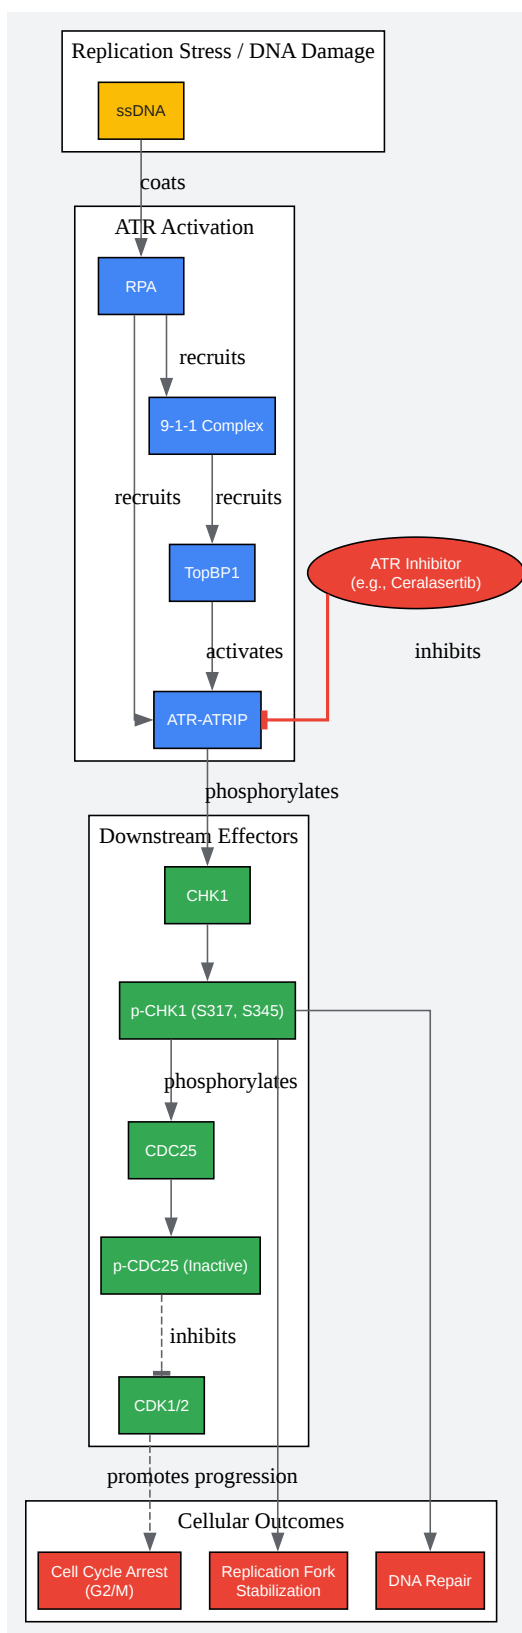 Replication Stress / DNA Damage
ssDNA
coats
ATR Activation
RPA
recruits
9-1-1 Complex
recruits
recruits
TopBP1
ATR Inhibitor
(e.g., Ceralasertib)
activates
inhibits
ATR-ATRIP
phosphorylates
Downstream Effectors
CHK1
p-CHK1 (S317, S345)
phosphorylates
CDC25
p-CDC25 (Inactive)
inhibits
CDK1/2
promotes progression
Cellular Outcomes
Cell Cycle Arrest
(G2/M)
Replication Fork
Stabilization
DNA Repair